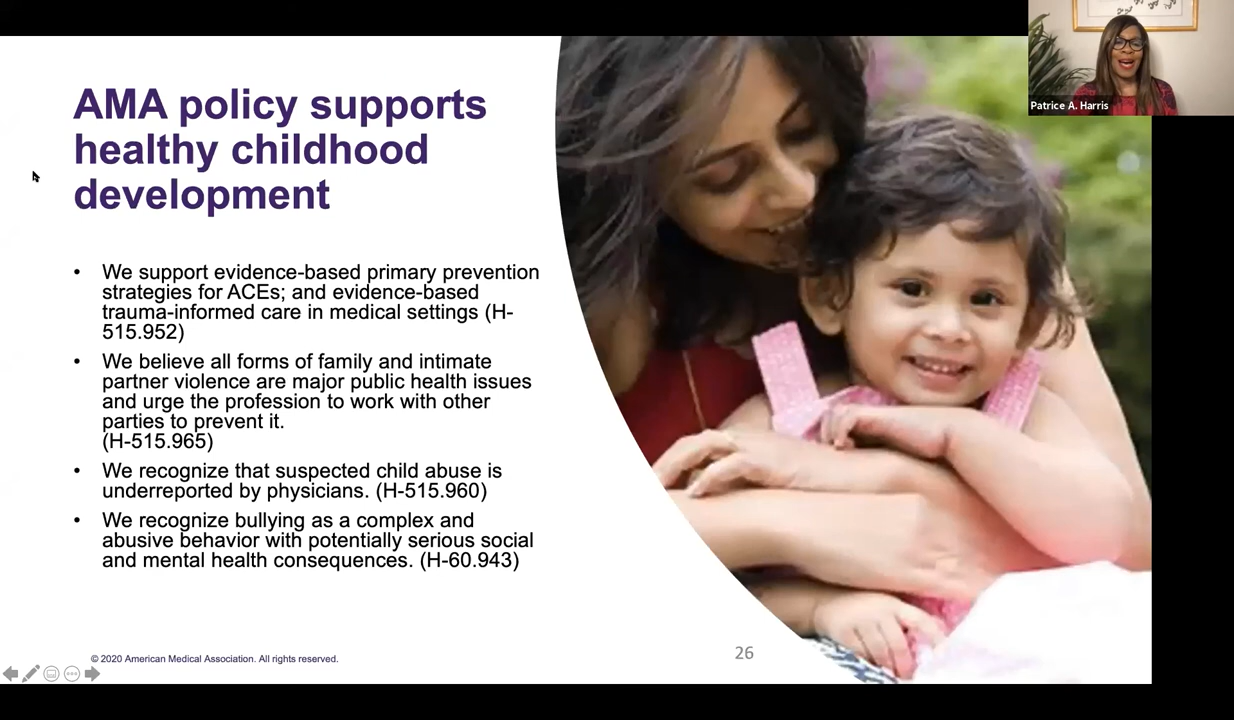 AMA policy supports
healthy childhood
development
• We support evidence-based primary prevention
strategies for ACEs; and evidence-based
trauma-informed care in medical settings (H-
515.952)
• We believe all forms of family and intimate
partner violence are major public health issues
and urge the profession to work with other
parties to prevent it.
(H-515.965)
• We recognize that suspected child abuse is
underreported by physicians. (H-515.960)
• We recognize bullying as a complex and
abusive behavior with potentially serious social
and mental health consequences. (H-60.943)
© 2020 American Medical Association. All rights reserved.
26
Patrice A. Harris